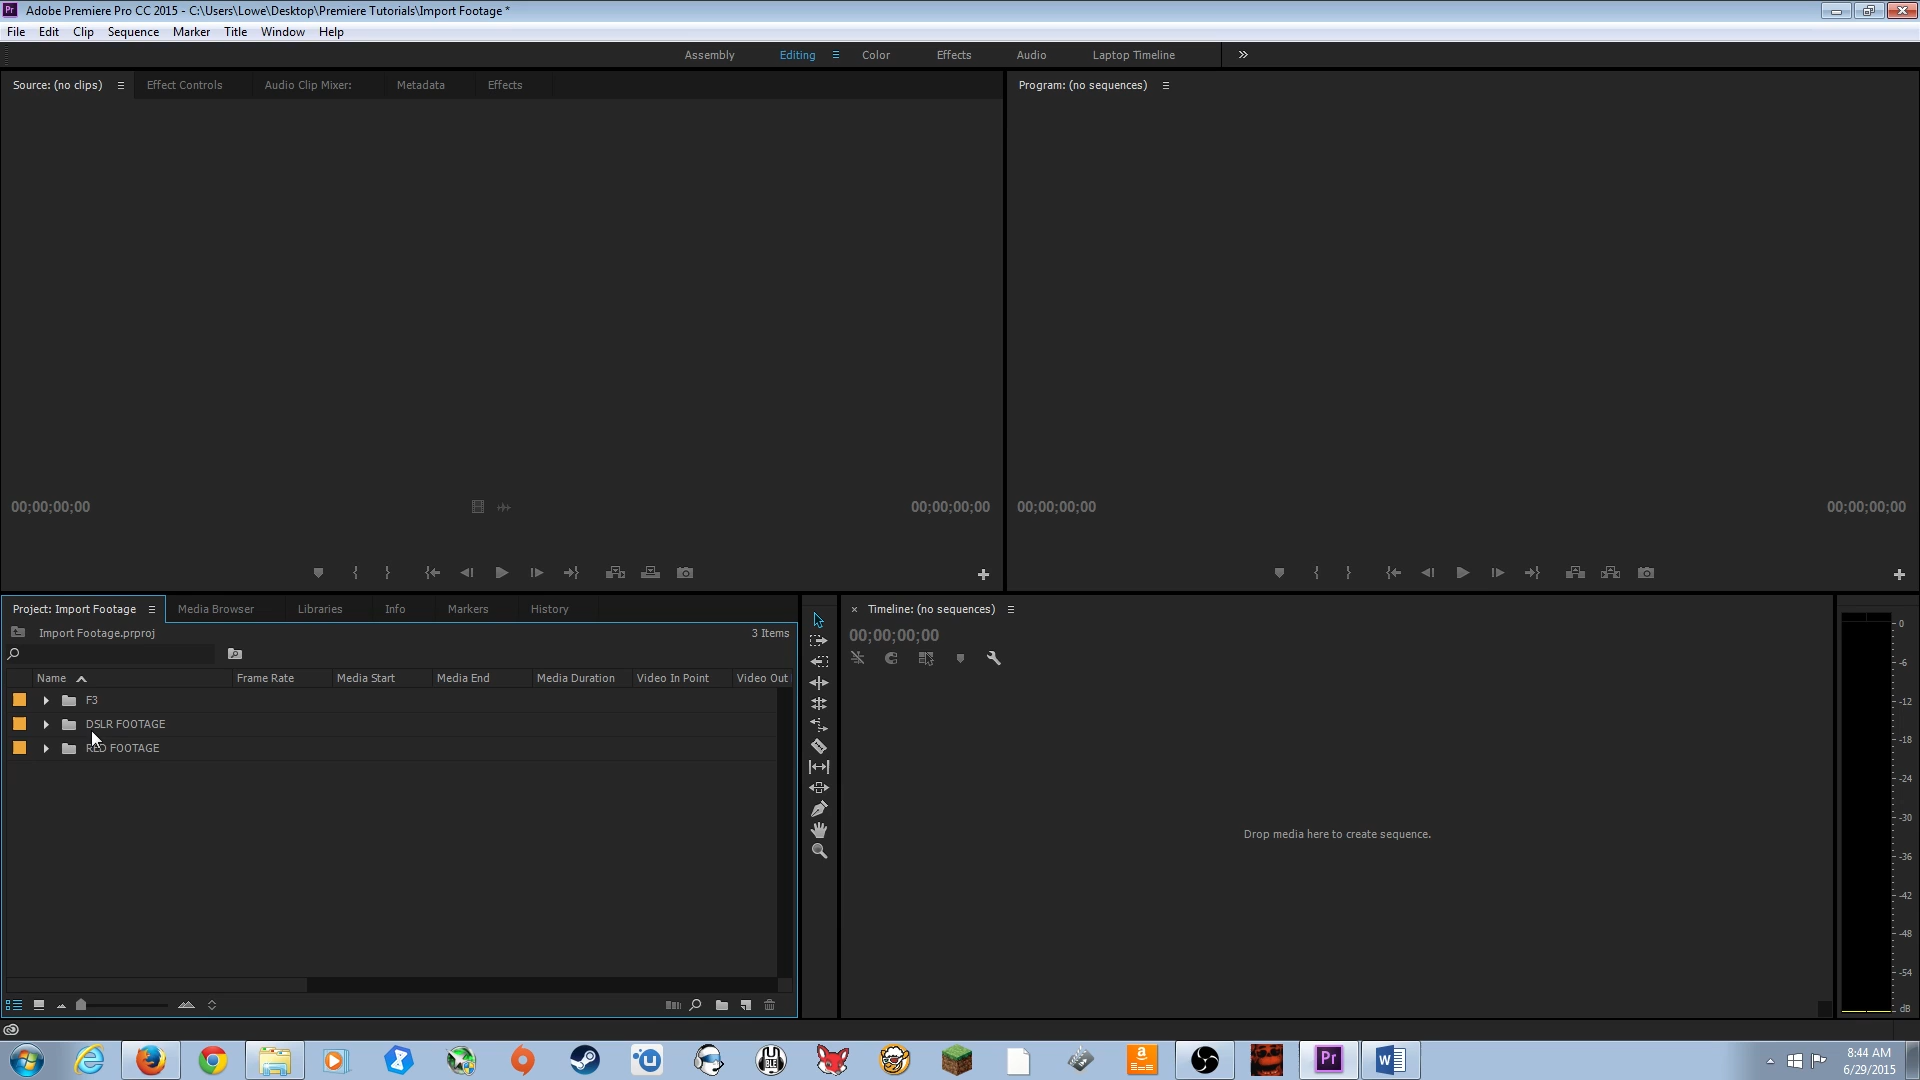 Adobe Premiere Pro CC 2015 - C:\Users\Lowe\Desktop\Premiere Tutorials\Import Footage *
File Edit Clip Sequence Marker Title Window Help
Assembly Editing Color Effects Audio Laptop Timeline
Source: (no clips) Effect Controls Audio Clip Mixer: Metadata Effects
Program: (no sequences)
00;00;00;00 00;00;00;00
00;00;00;00 00;00;00;00
Project: Import Footage Media Browser Libraries Info Markers History
Import Footage.prproj 3 Items
Name Frame Rate Media Start Media End Media Duration Video In Point Video Out
F3
DSLR FOOTAGE
RED FOOTAGE
Timeline: (no sequences)
00;00;00;00
Drop media here to create sequence.
0
-6
-12
-18
-24
-30
-36
-42
-48
-54
dB
8:44 AM
6/29/2015